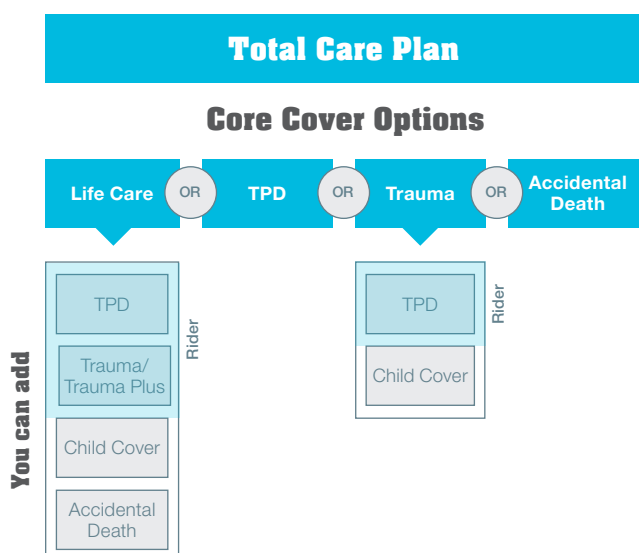 Total Care Plan
Core Cover Options
Life Care
OR
TPD
OR
Trauma
OR
Accidental
Death
You can add
TPD
Trauma/
Trauma Plus
Rider
Child Cover
Accidental
Death
TPD
Rider
Child Cover